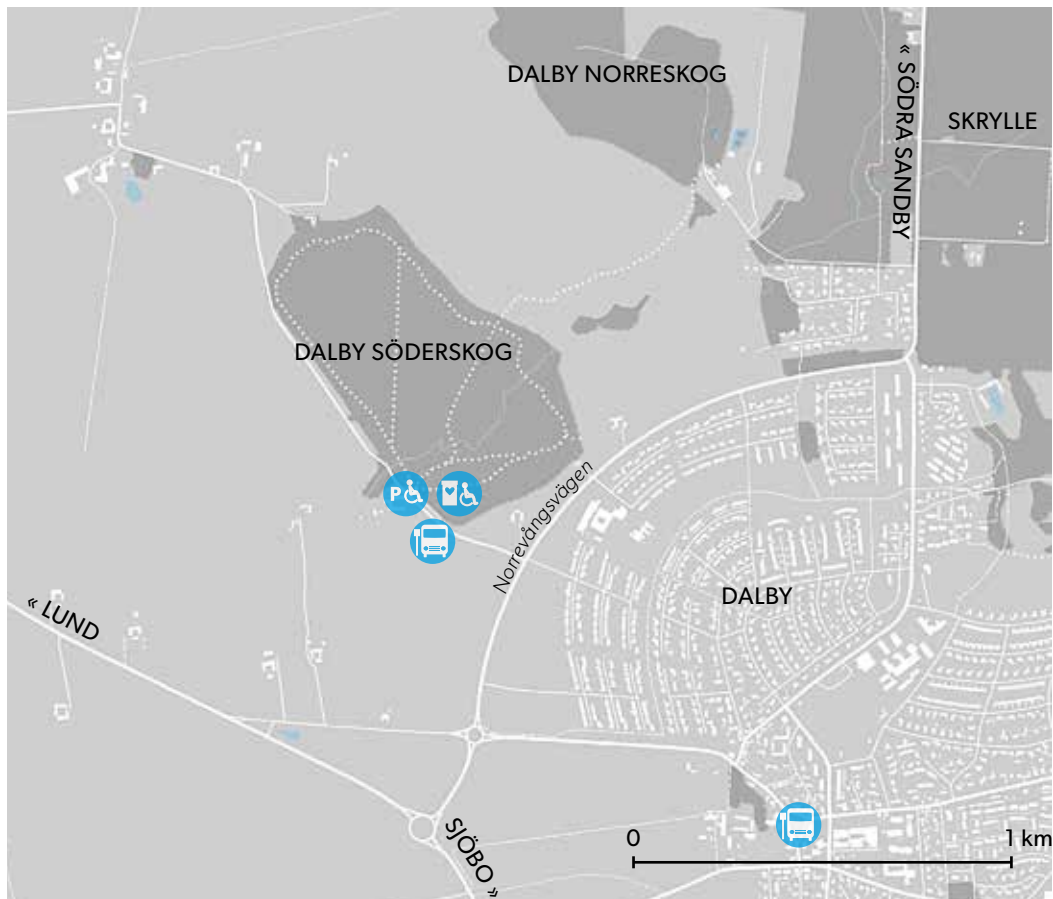 DALBY NORRESKOG
« SÖDRA SANDBY
SKRYLLE
DALBY SÖDERSKOG
P
Norrevångsvägen
DALBY
« LUND
SJÖBO »
0
1 km